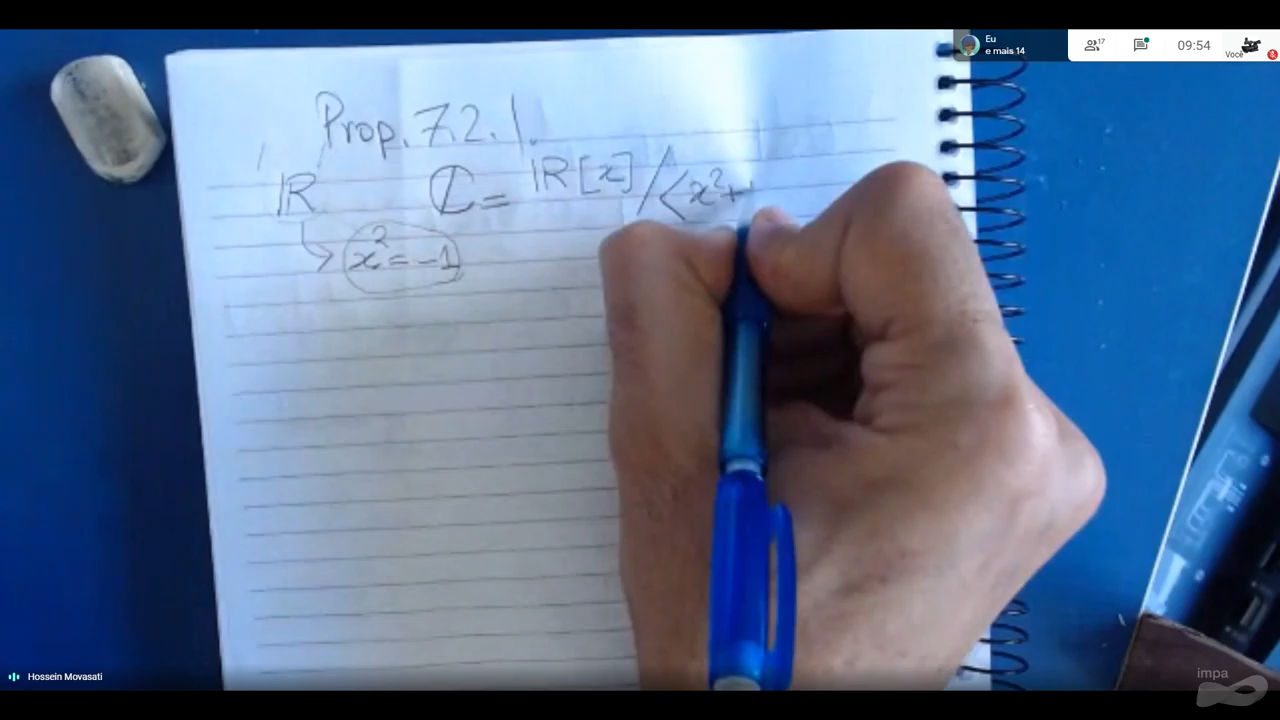 Eu
e mais 14
17
09:54
Você
Prop. 7.2.1.
ℝ ℂ = ℝ[x] / <x²+
x² = -1
Hossein Movasati
impa